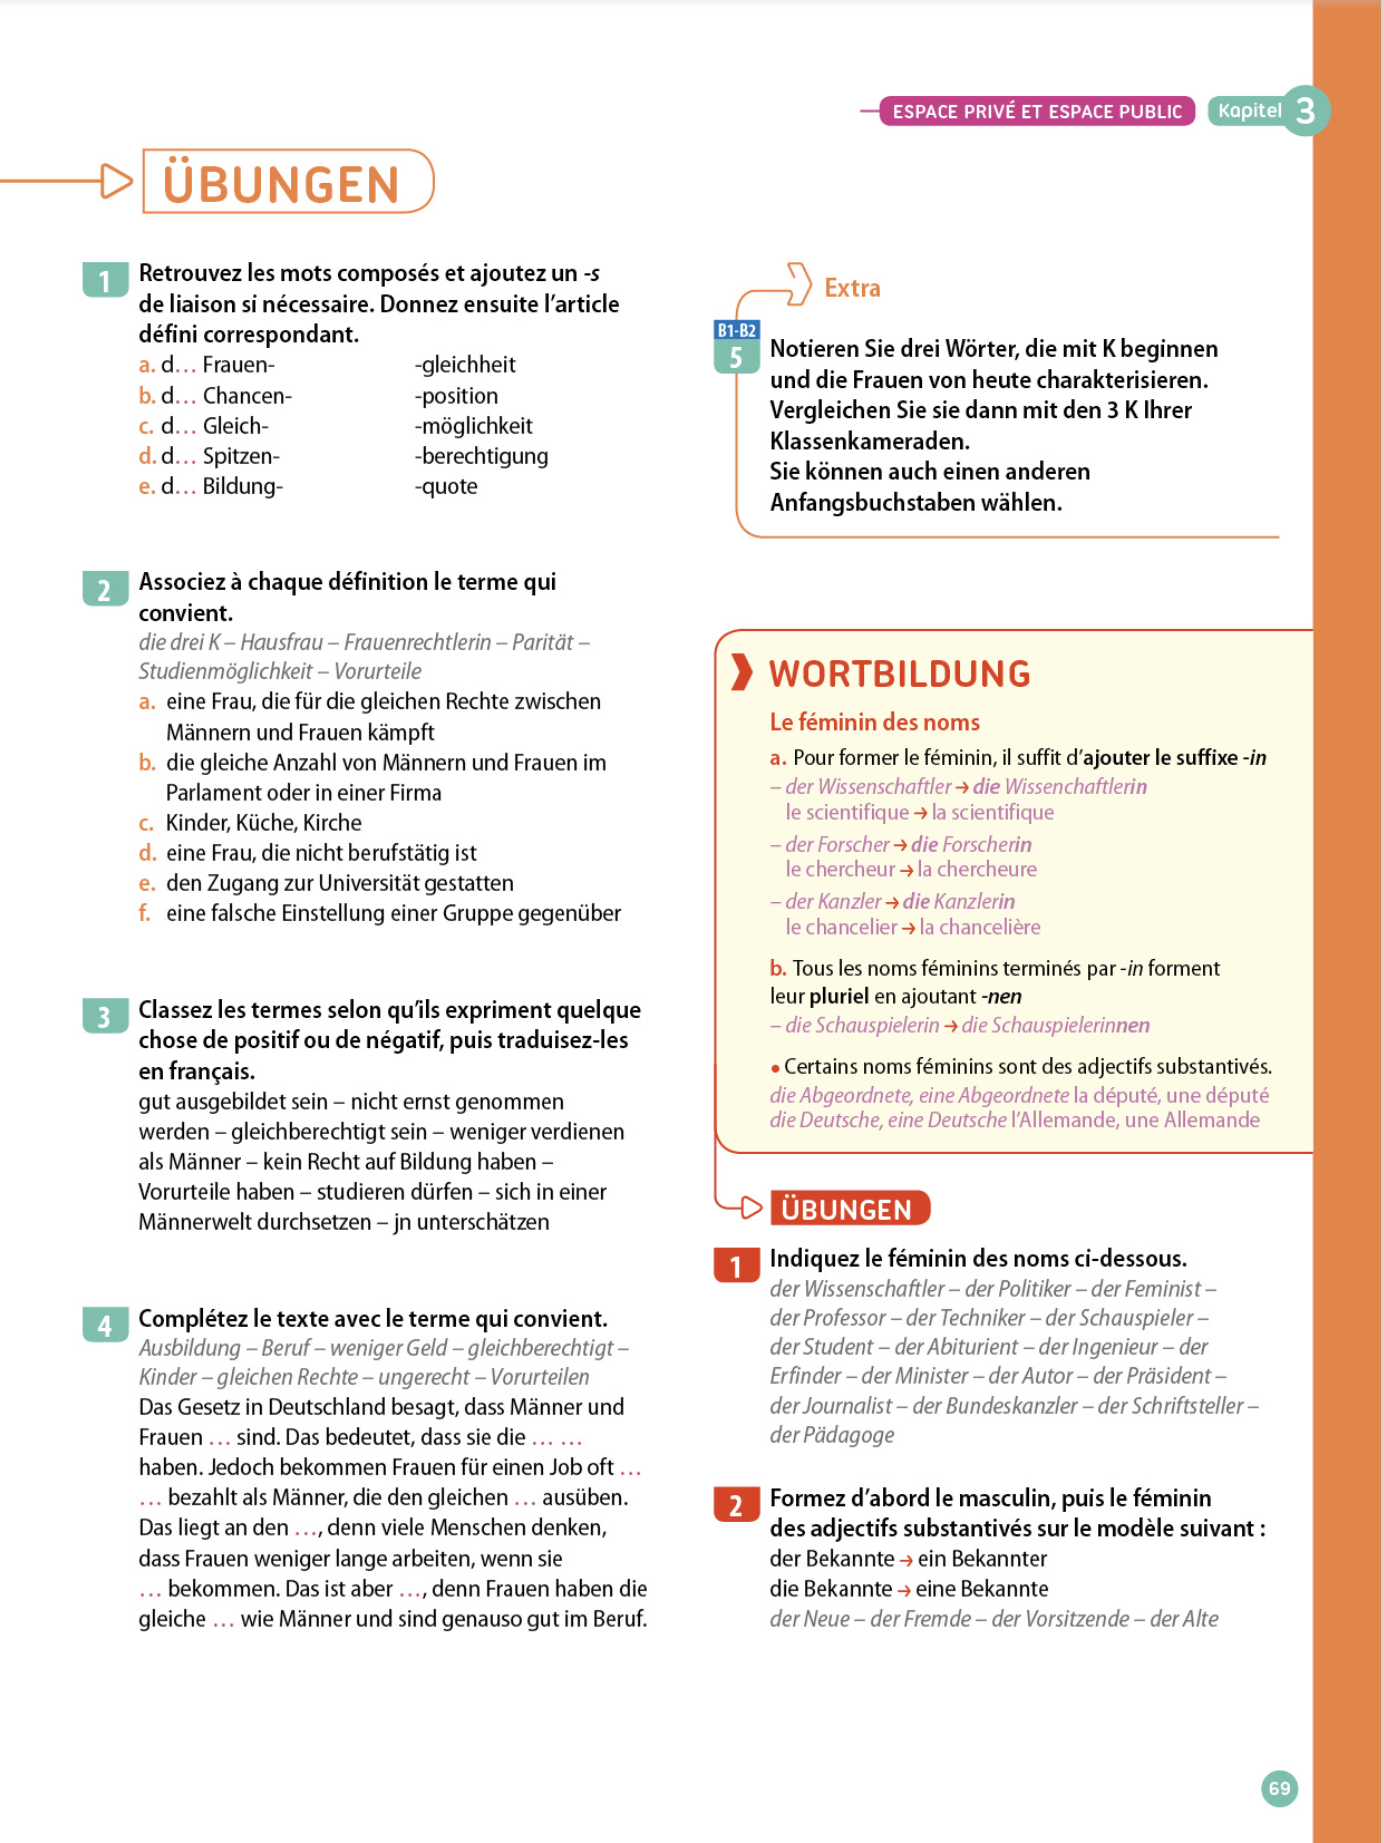 ESPACE PRIVÉ ET ESPACE PUBLIC Kapitel 3
ÜBUNGEN
1 Retrouvez les mots composés et ajoutez un -s
de liaison si nécessaire. Donnez ensuite l'article
défini correspondant.
a. d… Frauen- -gleichheit
b. d… Chancen- -position
c. d… Gleich- -möglichkeit
d. d… Spitzen- -berechtigung
e. d… Bildung- -quote
2 Associez à chaque définition le terme qui
convient.
die drei K – Hausfrau – Frauenrechtlerin – Parität –
Studienmöglichkeit – Vorurteile
a. eine Frau, die für die gleichen Rechte zwischen
Männern und Frauen kämpft
b. die gleiche Anzahl von Männern und Frauen im
Parlament oder in einer Firma
c. Kinder, Küche, Kirche
d. eine Frau, die nicht berufstätig ist
e. den Zugang zur Universität gestatten
f. eine falsche Einstellung einer Gruppe gegenüber
3 Classez les termes selon qu'ils expriment quelque
chose de positif ou de négatif, puis traduisez-les
en français.
gut ausgebildet sein – nicht ernst genommen
werden – gleichberechtigt sein – weniger verdienen
als Männer – kein Recht auf Bildung haben –
Vorurteile haben – studieren dürfen – sich in einer
Männerwelt durchsetzen – jn unterschätzen
4 Complétez le texte avec le terme qui convient.
Ausbildung – Beruf – weniger Geld – gleichberechtigt –
Kinder – gleichen Rechte – ungerecht – Vorurteilen
Das Gesetz in Deutschland besagt, dass Männer und
Frauen … sind. Das bedeutet, dass sie die … …
haben. Jedoch bekommen Frauen für einen Job oft …
… bezahlt als Männer, die den gleichen … ausüben.
Das liegt an den …, denn viele Menschen denken,
dass Frauen weniger lange arbeiten, wenn sie
… bekommen. Das ist aber …, denn Frauen haben die
gleiche … wie Männer und sind genauso gut im Beruf.
Extra
B1-B2
5 Notieren Sie drei Wörter, die mit K beginnen
und die Frauen von heute charakterisieren.
Vergleichen Sie sie dann mit den 3 K Ihrer
Klassenkameraden.
Sie können auch einen anderen
Anfangsbuchstaben wählen.
WORTBILDUNG
Le féminin des noms
a. Pour former le féminin, il suffit d'ajouter le suffixe -in
– der Wissenschaftler → die Wissenchaftlerin
le scientifique → la scientifique
– der Forscher → die Forscherin
le chercheur → la chercheure
– der Kanzler → die Kanzlerin
le chancelier → la chancelière
b. Tous les noms féminins terminés par -in forment
leur pluriel en ajoutant -nen
– die Schauspielerin → die Schauspielerinnen
• Certains noms féminins sont des adjectifs substantivés.
die Abgeordnete, eine Abgeordnete la député, une député
die Deutsche, eine Deutsche l'Allemande, une Allemande
ÜBUNGEN
1 Indiquez le féminin des noms ci-dessous.
der Wissenschaftler – der Politiker – der Feminist –
der Professor – der Techniker – der Schauspieler –
der Student – der Abiturient – der Ingenieur – der
Erfinder – der Minister – der Autor – der Präsident –
der Journalist – der Bundeskanzler – der Schriftsteller –
der Pädagoge
2 Formez d'abord le masculin, puis le féminin
des adjectifs substantivés sur le modèle suivant :
der Bekannte → ein Bekannter
die Bekannte → eine Bekannte
der Neue – der Fremde – der Vorsitzende – der Alte
69